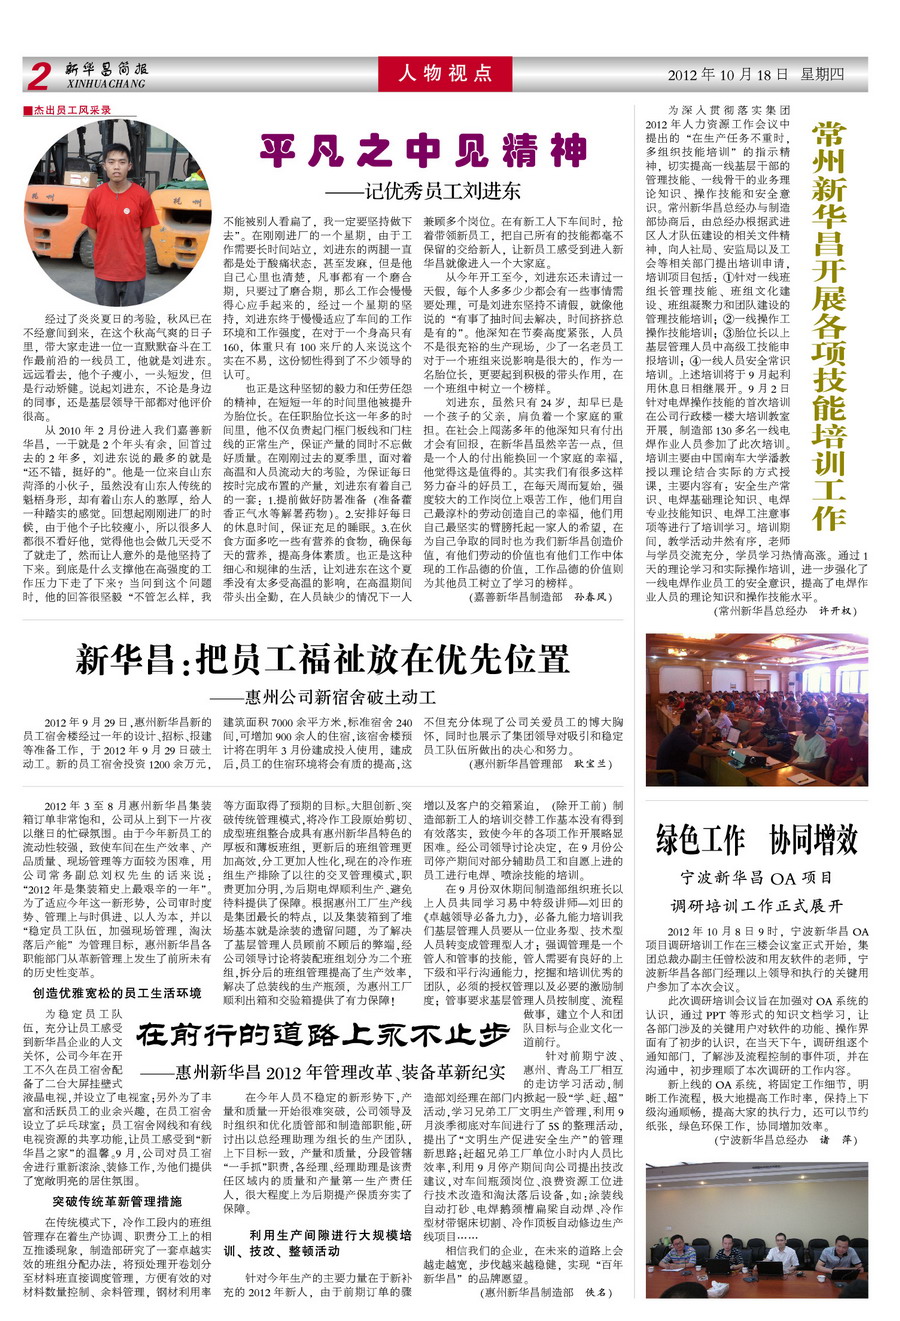 2 新华昌简报
XINHUACHANG
人物视点
2012 年 10 月 18 日 星期四
■杰出员工风采录
平凡之中见精神
——记优秀员工刘进东
经过了炎炎夏日的考验，秋风已在
不经意间到来，在这个秋高气爽的日子
里，带大家走进一位一直默默奋斗在工
作最前沿的一线员工，他就是刘进东。
远远看去，他个子瘦小，一头短发，但
是行动矫健。说起刘进东，不论是身边
的同事，还是基层领导干部都对他评价
很高。
从 2010 年 2 月份进入我们嘉善新
华昌，一干就是 2 个年头有余，回首过
去的 2 年多，刘进东说的最多的就是
“还不错，挺好的”。他是一位来自山东
菏泽的小伙子，虽然没有山东人传统的
魁梧身形，却有着山东人的憨厚，给人
一种踏实的感觉。回想起刚刚进厂的时
候，由于他个子比较瘦小，所以很多人
都很不看好他，觉得他也会做几天受不
了就走了，然而让人意外的是他坚持了
下来。到底是什么支撑他在高强度的工
作压力下走了下来？当问到这个问题
时，他的回答很坚毅“不管怎么样，我
不能被别人看扁了，我一定要坚持做下
去”。在刚刚进厂的一个星期，由于工
作需要长时间站立，刘进东的两腿一直
都是处于酸痛状态，甚至发麻，但是他
自己心里也清楚，凡事都有一个磨合
期，只要过了磨合期，那么工作会慢慢
得心应手起来的，经过一个星期的坚
持，刘进东终于慢慢适应了车间的工作
环境和工作强度，在对于一个身高只有
160，体重只有 100 来斤的人来说这个
实在不易，这份韧性得到了不少领导的
认可。
也正是这种坚韧的毅力和任劳任怨
的精神，在短短一年的时间里他被提升
为胎位长。在任职胎位长这一年多的时
间里，他不仅负责起门框门板线和门柱
线的正常生产，保证产量的同时不忘做
好质量。在刚刚过去的夏季里，面对着
高温和人员流动大的考验，为保证每日
按时完成布置的产量，刘进东有着自己
的一套：1.提前做好防暑准备（准备藿
香正气水等解暑药物）。2.安排好每日
的休息时间，保证充足的睡眠。3.在伙
食方面多吃一些有营养的食物，确保每
天的营养，提高身体素质。也正是这种
细心和规律的生活，让刘进东在这个夏
季没有太多受高温的影响，在高温期间
带头出全勤，在人员缺少的情况下一人
兼顾多个岗位。在有新工人下车间时，抢
着带领新员工，把自己所有的技能都毫不
保留的交给新人，让新员工感受到进入新
华昌就像进入一个大家庭。
从今年开工至今，刘进东还未请过一
天假，每个人多多少少都会有一些事情需
要处理，可是刘进东坚持不请假，就像他
说的“有事了抽时间去解决，时间挤挤总
是有的”。他深知在节奏高度紧张，人员
不是很充裕的生产现场，少了一名老员工
对于一个班组来说影响是很大的，作为一
名胎位长，更要起到积极的带头作用，在
一个班组中树立一个榜样。
刘进东，虽然只有 24 岁，却早已是
一个孩子的父亲，肩负着一个家庭的重
担。在社会上闯荡多年的他深知只有付出
才会有回报，在新华昌虽然辛苦一点，但
是一个人的付出能换回一个家庭的幸福，
他觉得这是值得的。其实我们有很多这样
努力奋斗的好员工，在每天周而复始，强
度较大的工作岗位上艰苦工作，他们用自
己最淳朴的劳动创造自己的幸福，他们用
自己最坚实的臂膀托起一家人的希望，在
为自己争取的同时也为我们新华昌创造价
值，有他们劳动的价值也有他们工作中体
现的工作品德的价值，工作品德的价值则
为其他员工树立了学习的榜样。
(嘉善新华昌制造部 孙春风)
常州新华昌开展各项技能培训工作
为深入贯彻落实集团
2012 年人力资源工作会议中
提出的“在生产任务不重时，
多组织技能培训”的指示精
神，切实提高一线基层干部的
管理技能、一线骨干的业务理
论知识、操作技能和安全意
识。常州新华昌总经办与制造
部协商后，由总经办根据武进
区人才队伍建设的相关文件精
神，向人社局、安监局以及工
会等相关部门提出培训申请，
培训项目包括：①针对一线班
组长管理技能、班组文化建
设、班组凝聚力和团队建设的
管理技能培训；②一线操作工
操作技能培训；③胎位长以上
基层管理人员中高级工技能申
报培训；④一线人员安全常识
培训。上述培训将于 9 月起利
用休息日相继展开。9 月 2 日
针对电焊操作技能的首次培训
在公司行政楼一楼大培训教室
开展，制造部 130 多名一线电
焊作业人员参加了此次培训。
培训主要由中国南车大学潘教
授以理论结合实际的方式授
课，主要内容有：安全生产常
识、电焊基础理论知识、电焊
专业技能知识、电焊工注意事
项等进行了培训学习。培训期
间，教学活动井然有序，老师
与学员交流充分，学员学习热情高涨。通过 1
天的理论学习和实际操作培训，进一步强化了
一线电焊作业员工的安全意识，提高了电焊作
业人员的理论知识和操作技能水平。
(常州新华昌总经办 许开权)
新华昌:把员工福祉放在优先位置
——惠州公司新宿舍破土动工
2012 年 9 月 29 日,惠州新华昌新的
员工宿舍楼经过一年的设计、招标、报建
等准备工作，于 2012 年 9 月 29 日破土
动工。新的员工宿舍投资 1200 余万元，
建筑面积 7000 余平方米,标准宿舍 240
间,可增加 900 余人的住宿,该宿舍楼预
计将在明年 3 月份建成投入使用，建成
后,员工的住宿环境将会有质的提高,这
不但充分体现了公司关爱员工的博大胸
怀，同时也展示了集团领导对吸引和稳定
员工队伍所做出的决心和努力。
(惠州新华昌管理部 耿宝兰)
2012 年 3 至 8 月惠州新华昌集装
箱订单非常饱和，公司从上到下一片夜
以继日的忙碌氛围。由于今年新员工的
流动性较强，致使车间在生产效率、产
品质量、现场管理等方面较为困难，用
公司常务副总刘权先生的话来说：
“2012 年是集装箱史上最艰辛的一年”。
为了适应今年这一新形势，公司审时度
势、管理上与时俱进、以人为本，并以
“稳定员工队伍，加强现场管理，淘汰
落后产能”为管理目标，惠州新华昌各
职能部门从革新管理上发生了前所未有
的历史性变革。
创造优雅宽松的员工生活环境
为稳定员工队
伍，充分让员工感受
到新华昌企业的人文
关怀，公司今年在开
工不久在员工宿舍配
备了二台大屏挂壁式
液晶电视,并设立了电视室;另外为了丰
富和活跃员工的业余兴趣，在员工宿舍
设立了乒乓球室；员工宿舍网线和有线
电视资源的共享功能,让员工感受到“新
华昌之家”的温馨。9 月,公司对员工宿
舍进行重新滚涂、装修工作,为他们提供
了宽敞明亮的居住氛围。
突破传统革新管理措施
在传统模式下，冷作工段内的班组
管理存在着生产协调、职责分工上的相
互推诿现象，制造部研究了一套卓越实
效的班组分配办法，将预处理开卷划分
至材料班直接调度管理，方便有效的对
材料数量控制、余料管理，钢材利用率
等方面取得了预期的目标。大胆创新、突
破传统管理模式,将冷作工段原始剪切、
成型班组整合成具有惠州新华昌特色的
厚板和薄板班组，更新后的班组管理更
加高效,分工更加人性化,现在的冷作班
组生产排除了以往的交叉管理模式,职
责更加分明,为后期电焊顺利生产、避免
待料提供了保障。根据惠州工厂生产线
是集团最长的特点，以及集装箱到了堆
场基本就是涂装的遗留问题，为了解决
了基层管理人员顾前不顾后的弊端,经
公司领导讨论将装配班组划分为二个班
组,拆分后的班组管理提高了生产效率，
解决了总装线的生产瓶颈，为惠州工厂
顺利出箱和交验箱提供了有力保障！
在前行的道路上永不止步
——惠州新华昌 2012 年管理改革、装备革新纪实
在今年人员不稳定的新形势下,产
量和质量一开始很难突破，公司领导及
时组织和优化质管部和制造部职能,研
讨出以总经理助理为组长的生产团队，
上下目标一致，产量和质量，分段管辖
“一手抓”职责,各经理、经理助理是该责
任区域内的质量和产量第一生产责任
人，很大程度上为后期提产保质夯实了
保障。
利用生产间隙进行大规模培
训、技改、整顿活动
针对今年生产的主要力量在于新补
充的 2012 年新人，由于前期订单的骤
增以及客户的交箱紧迫，（除开工前）制
造部新工人的培训交替工作基本没有得到
有效落实，致使今年的各项工作开展略显
困难。经公司领导讨论决定，在 9 月份公
司停产期间对部分辅助员工和自愿上进的
员工进行电焊、喷涂技能的培训。
在 9 月份双休期间制造部组织班长以
上人员共同学习易中特级讲师—刘田的
《卓越领导必备九力》，必备九能力培训我
们基层管理人员要从一位业务型、技术型
人员转变成管理型人才；强调管理是一个
管人和管事的技能，管人需要有良好的上
下级和平行沟通能力，挖掘和培训优秀的
团队，必须的授权管理以及必要的激励制
度；管事要求基层管理人员按制度、流程
做事，建立个人和团
队目标与企业文化一
道前行。
针对前期宁波、
惠州、青岛工厂相互
的走访学习活动,制
造部刘经理在部门内掀起一股“学、赶、超”
活动,学习兄弟工厂文明生产管理,利用 9
月淡季彻底对车间进行了 5S 的整理活动，
提出了“文明生产促进安全生产”的管理
新思路;赶超兄弟工厂单位小时内人员比
效率,利用 9 月停产期间向公司提出技改
建议,对车间瓶颈岗位、浪费资源工位进
行技术改造和淘汰落后设备,如:涂装线
自动打砂、电焊鹅颈槽扁梁自动焊、冷作
型材带锯床切割、冷作顶板自动修边生产
线项目……
相信我们的企业，在未来的道路上会
越走越宽，步伐越来越稳健，实现“百年
新华昌”的品牌愿望。
(惠州新华昌制造部 佚名)
绿色工作 协同增效
宁波新华昌 OA 项目
调研培训工作正式展开
2012 年 10 月 8 日 9 时，宁波新华昌 OA
项目调研培训工作在三楼会议室正式开始，集
团总裁办副主任曾松波和用友软件的老师，宁
波新华昌各部门经理以上领导和执行的关键用
户参加了本次会议。
此次调研培训会议旨在加强对 OA 系统的
认识，通过 PPT 等形式的知识文档学习，让
各部门涉及的关键用户对软件的功能、操作界
面有了初步的认识，在当天下午，调研组逐个
通知部门，了解涉及流程控制的事件项，并在
沟通中，初步理顺了本次调研的工作内容。
新上线的 OA 系统，将固定工作细节，明
晰工作流程，极大地提高工作时率，保持上下
级沟通顺畅，提高大家的执行力，还可以节约
纸张，绿色环保工作，协同增加效率。
(宁波新华昌总经办 诸 萍)